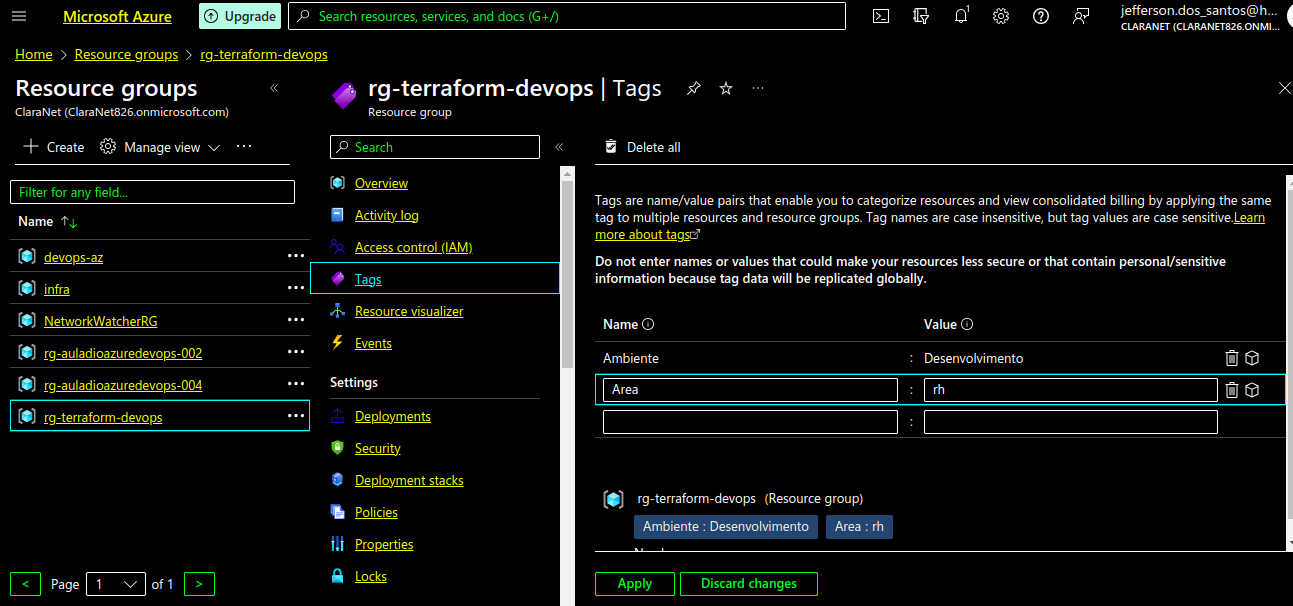 Microsoft Azure
Upgrade
Search resources, services, and docs (G+/)
1
jefferson.dos_santos@h...
CLARANET (CLARANET826.ONMI...
Home > Resource groups > rg-terraform-devops
Resource groups
ClaraNet (ClaraNet826.onmicrosoft.com)
Create
Manage view
Filter for any field...
Name
devops-az
infra
NetworkWatcherRG
rg-auladioazuredevops-002
rg-auladioazuredevops-004
rg-terraform-devops
< Page 1 of 1 >
rg-terraform-devops | Tags
Resource group
Search
Overview
Activity log
Access control (IAM)
Tags
Resource visualizer
Events
Settings
Deployments
Security
Deployment stacks
Policies
Properties
Locks
Delete all
Tags are name/value pairs that enable you to categorize resources and view consolidated billing by applying the same
tag to multiple resources and resource groups. Tag names are case insensitive, but tag values are case sensitive.Learn
more about tags
Do not enter names or values that could make your resources less secure or that contain personal/sensitive
information because tag data will be replicated globally.
Name Value
Ambiente : Desenvolvimento
Area : rh
:
rg-terraform-devops (Resource group)
Ambiente : Desenvolvimento Area : rh
Apply Discard changes